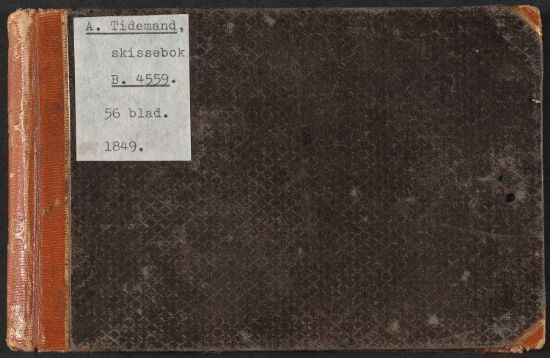 A. Tidemand,
skissebok
B. 4559.
56 blad.
1849.